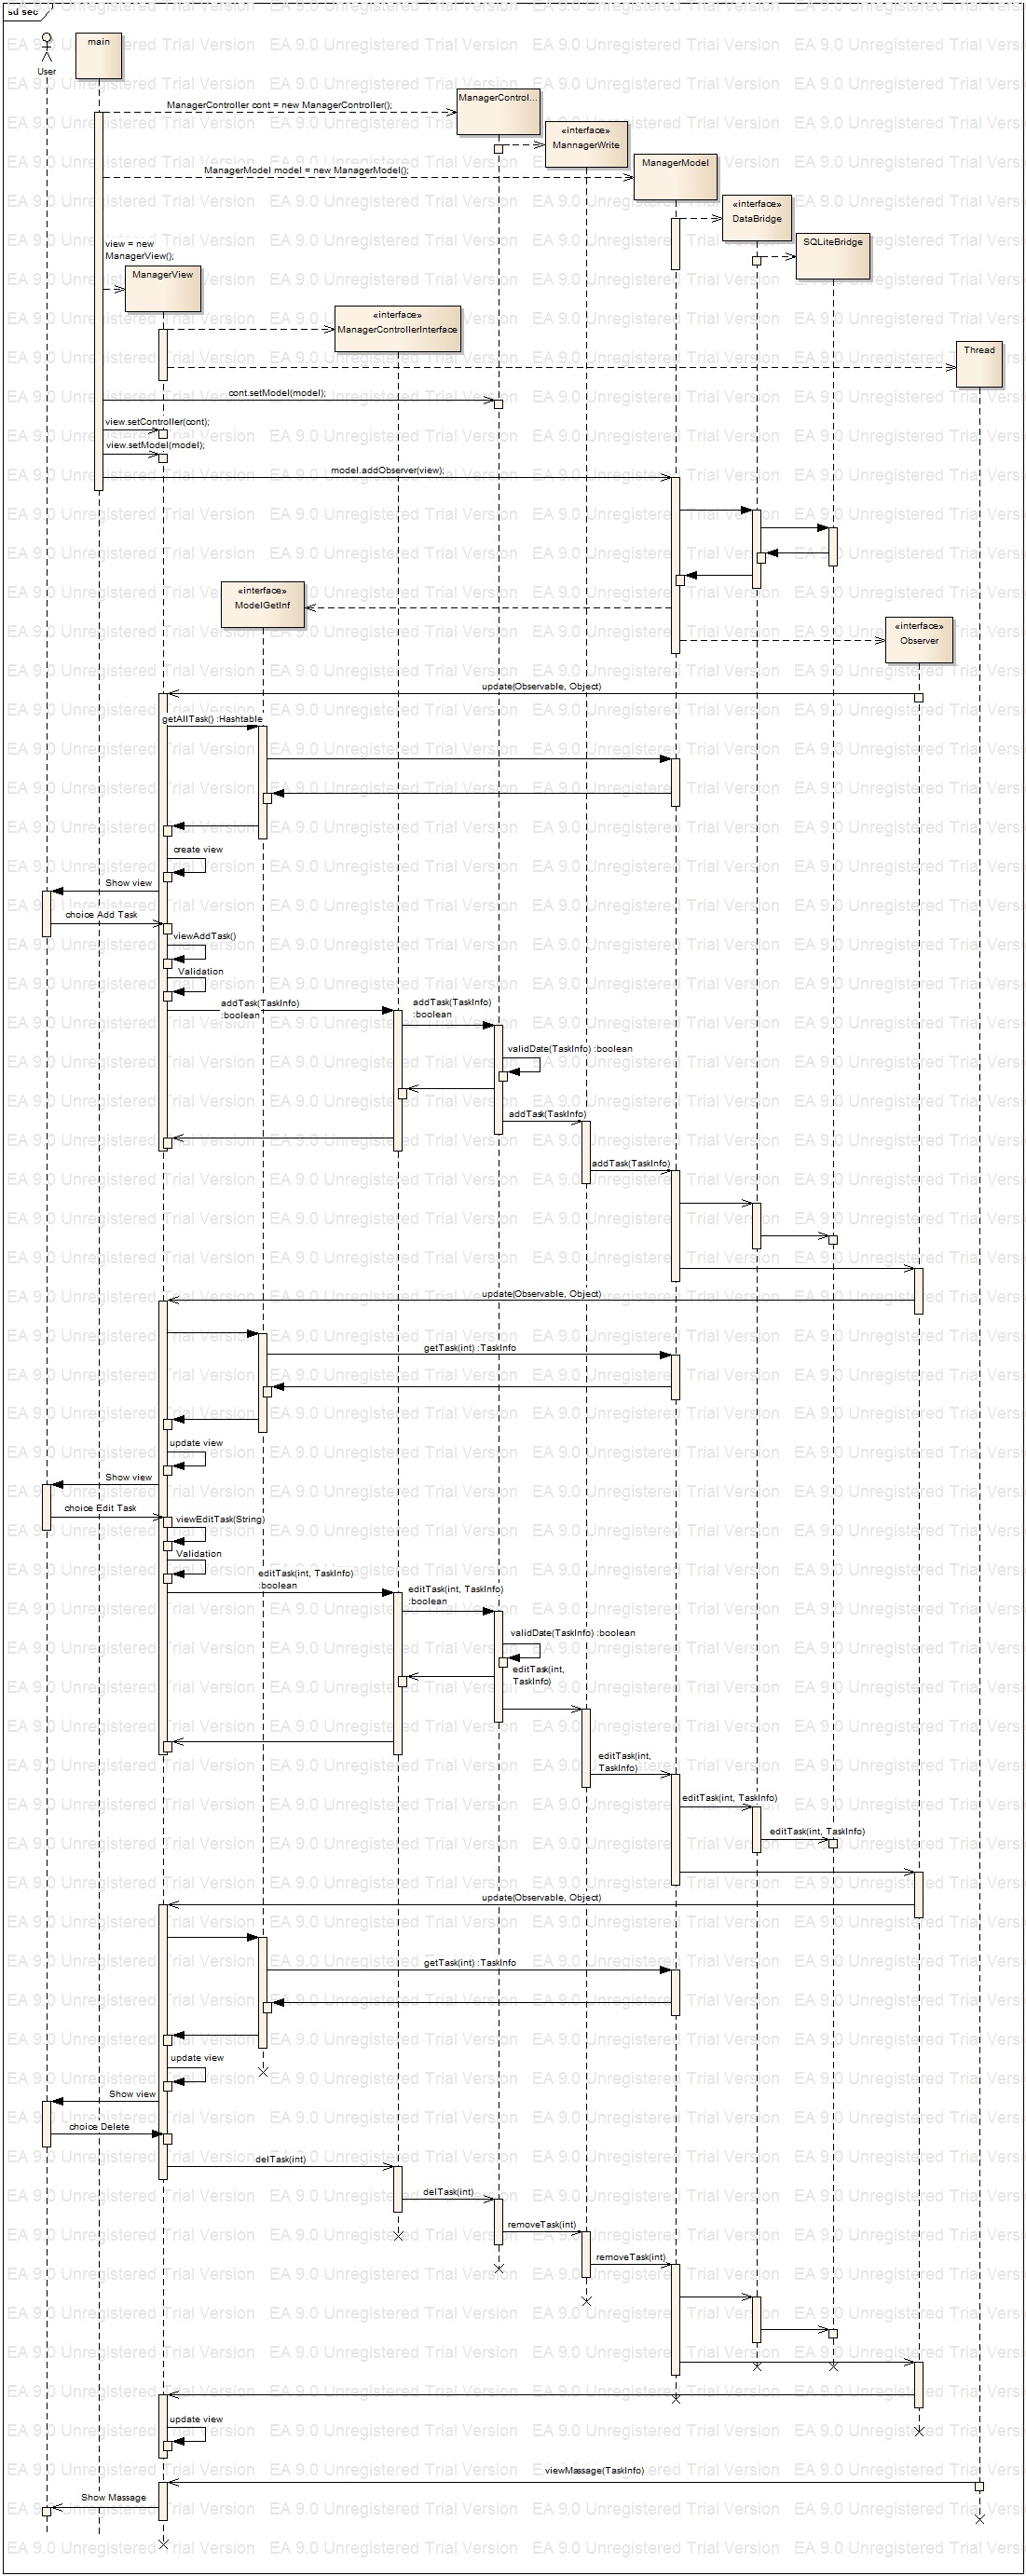 sd sec
User
main
ManagerController cont = new ManagerController();
ManagerControl...
«interface»
MannagerWrite
ManagerModel model = new ManagerModel();
ManagerModel
«interface»
DataBridge
SQLiteBridge
view = new
ManagerView();
ManagerView
«interface»
ManagerControllerInterface
Thread
cont.setModel(model);
view.setController(cont);
view.setModel(model);
model.addObserver(view);
«interface»
ModelGetInf
«interface»
Observer
update(Observable, Object)
getAllTask() :Hashtable
create view
Show view
choice Add Task
viewAddTask()
Validation
addTask(TaskInfo)
:boolean
addTask(TaskInfo)
:boolean
validDate(TaskInfo) :boolean
addTask(TaskInfo)
addTask(TaskInfo)
update(Observable, Object)
getTask(int) :TaskInfo
update view
Show view
choice Edit Task
viewEditTask(String)
Validation
editTask(int, TaskInfo)
:boolean
editTask(int, TaskInfo)
:boolean
validDate(TaskInfo) :boolean
editTask(int,
TaskInfo)
editTask(int,
TaskInfo)
editTask(int, TaskInfo)
editTask(int, TaskInfo)
update(Observable, Object)
getTask(int) :TaskInfo
update view
Show view
choice Delete
delTask(int)
delTask(int)
removeTask(int)
removeTask(int)
update view
viewMassage(TaskInfo)
Show Massage
EA 9.0 Unregistered Trial Version